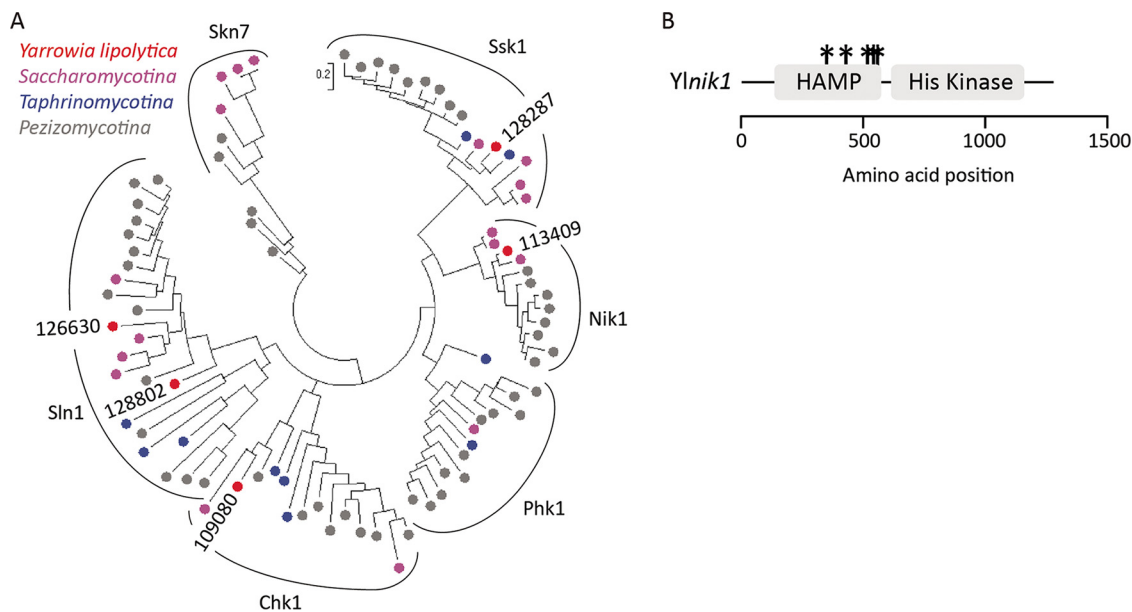 A
Yarrowia lipolytica
Saccharomycotina
Taphrinomycotina
Pezizomycotina
Skn7
Ssk1
0.2
128287
113409
Nik1
126630
128802
Sln1
109080
Phk1
Chk1
B
Ylnik1
HAMP
His Kinase
0
500
1000
1500
Amino acid position